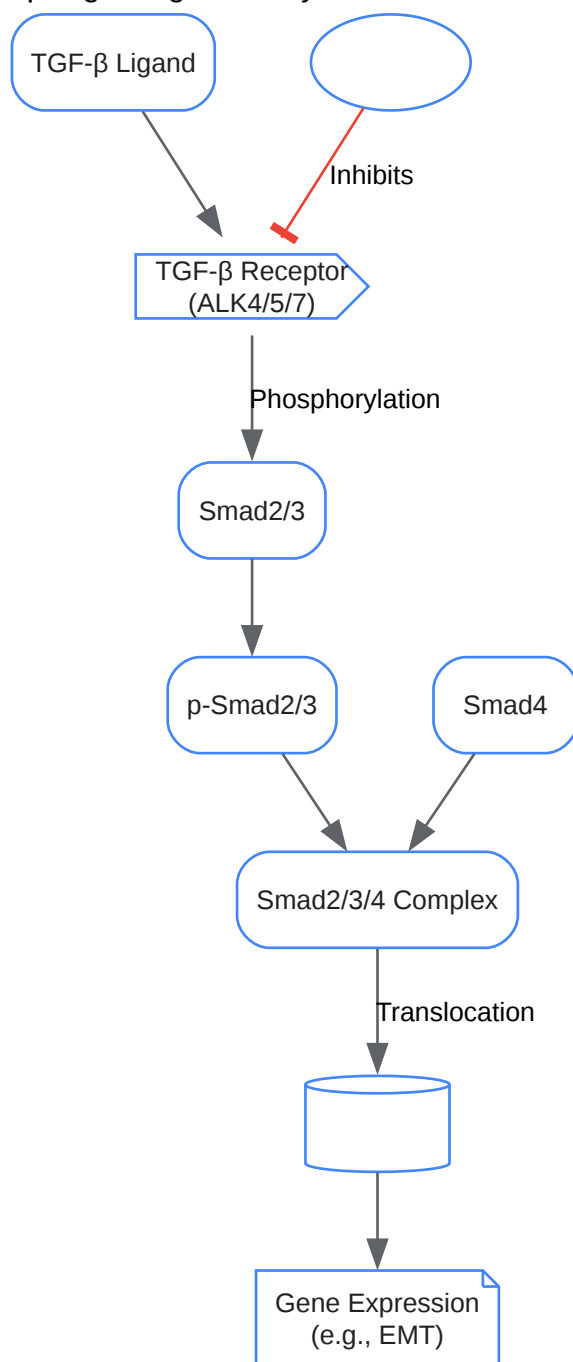 TGF-β Ligand
Inhibits
TGF-β Receptor
(ALK4/5/7)
Phosphorylation
Smad2/3
p-Smad2/3
Smad4
Smad2/3/4 Complex
Translocation
Gene Expression
(e.g., EMT)